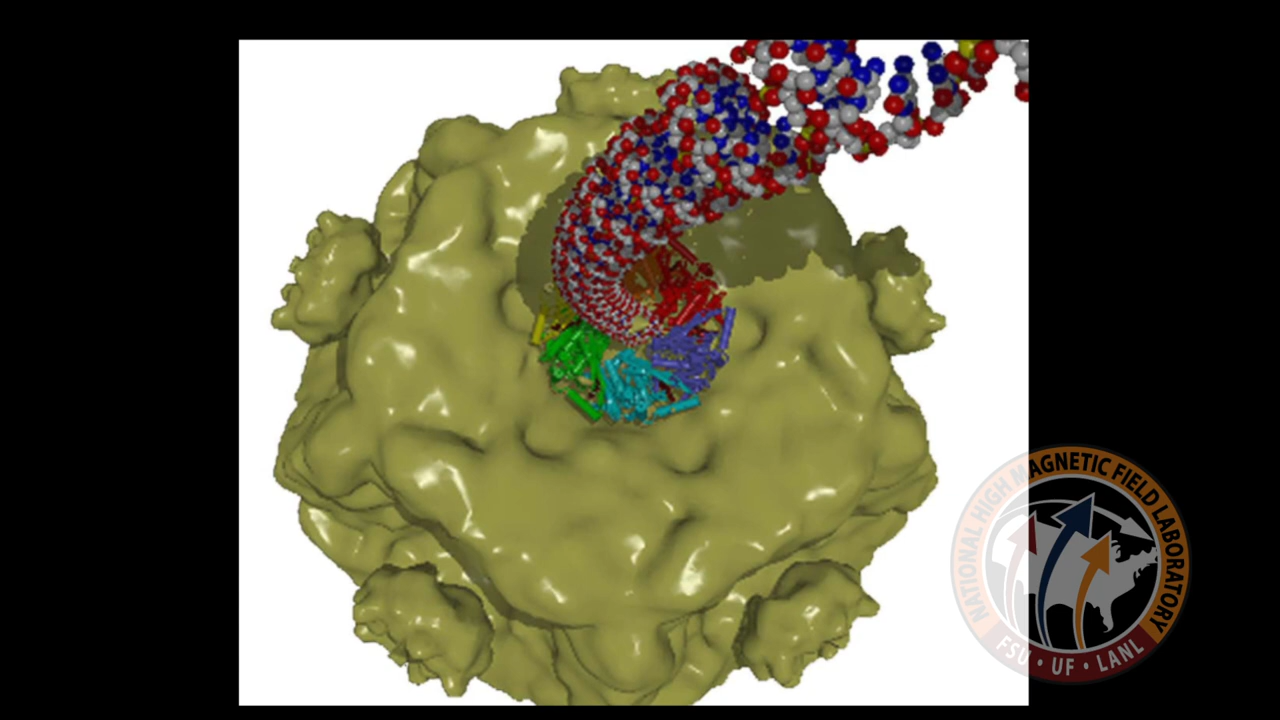 NATIONAL HIGH MAGNETIC FIELD LABORATORY
FSU • UF • LANL